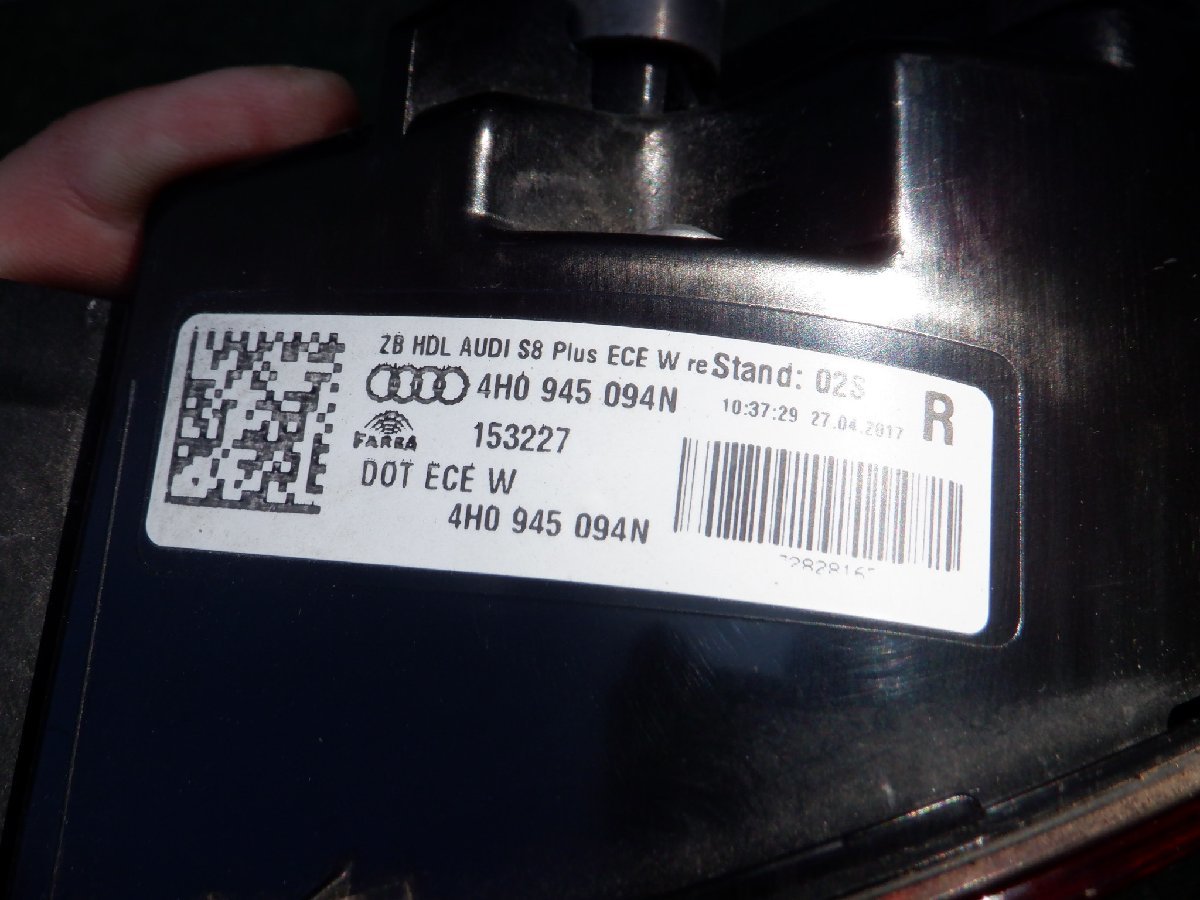 ZB HDL AUDI S8 Plus ECE W re Stand: 02S
4H0 945 094N
10:37:29 27.04.2017
R
FARBA
153227
DOT ECE W
4H0 945 094N